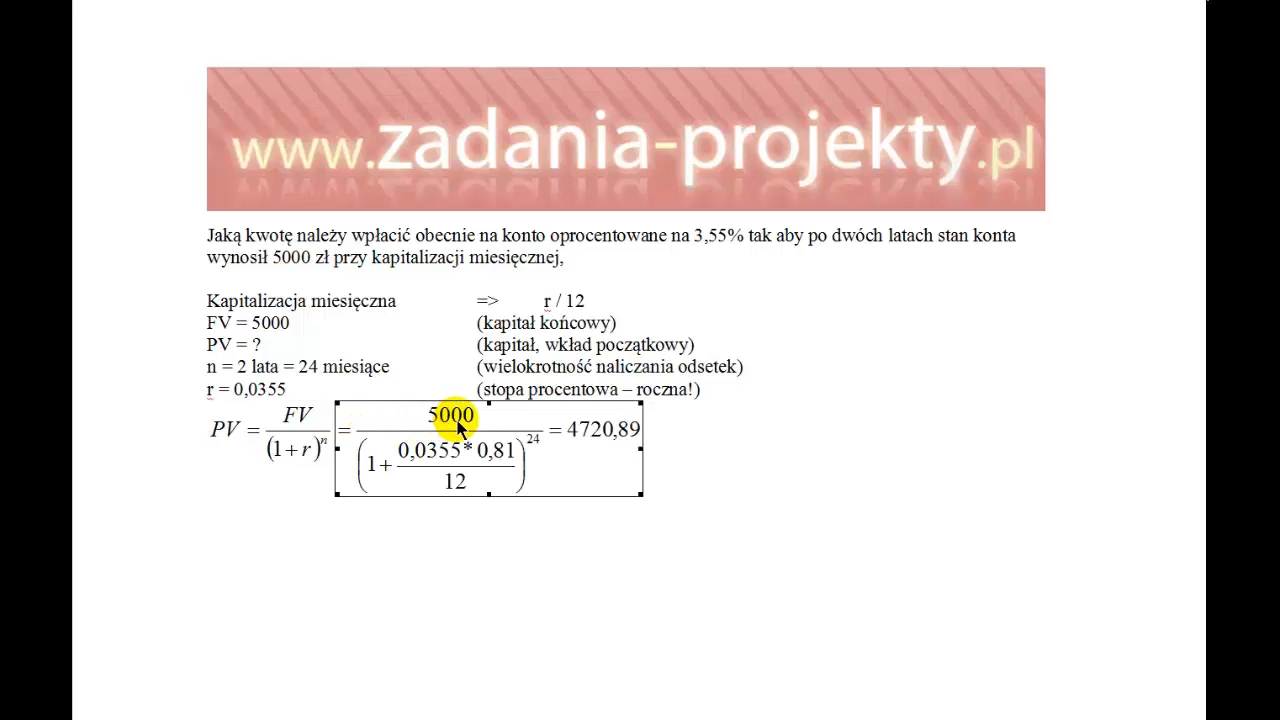 www.zadania-projekty.pl
Jaką kwotę należy wpłacić obecnie na konto oprocentowane na 3,55% tak aby po dwóch latach stan konta
wynosił 5000 zł przy kapitalizacji miesięcznej,
Kapitalizacja miesięczna => r / 12
FV = 5000 (kapitał końcowy)
PV = ? (kapitał, wkład początkowy)
n = 2 lata = 24 miesiące (wielokrotność naliczania odsetek)
r = 0,0355 (stopa procentowa – roczna!)
PV = FV / (1 + r)^n = 5000 / (1 + 0,0355 * 0,81 / 12)^24 = 4720,89